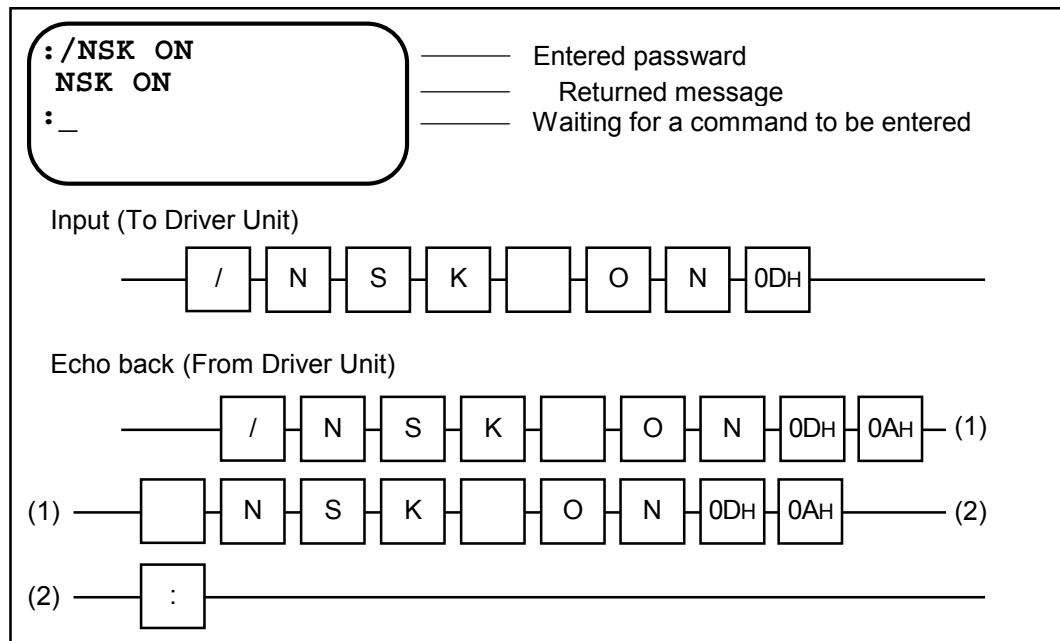 :/NSK ON
NSK ON
:_
Entered passward
Returned message
Waiting for a command to be entered
Input (To Driver Unit)
/ N S K O N 0DH
Echo back (From Driver Unit)
/ N S K O N 0DH 0AH (1)
(1) N S K O N 0DH 0AH (2)
(2) :